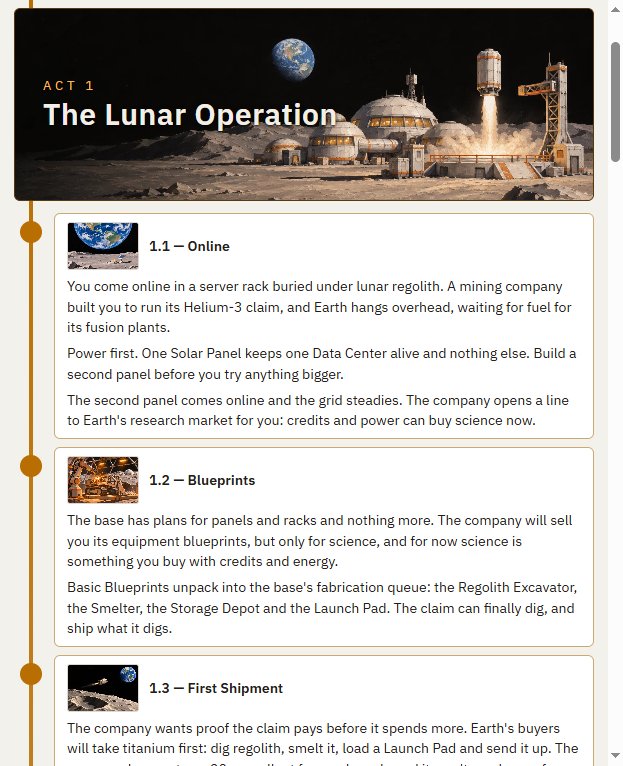 ACT 1
The Lunar Operation
1.1 — Online
You come online in a server rack buried under lunar regolith. A mining company
built you to run its Helium-3 claim, and Earth hangs overhead, waiting for fuel for
its fusion plants.
Power first. One Solar Panel keeps one Data Center alive and nothing else. Build a
second panel before you try anything bigger.
The second panel comes online and the grid steadies. The company opens a line
to Earth's research market for you: credits and power can buy science now.
1.2 — Blueprints
The base has plans for panels and racks and nothing more. The company will sell
you its equipment blueprints, but only for science, and for now science is
something you buy with credits and energy.
Basic Blueprints unpack into the base's fabrication queue: the Regolith Excavator,
the Smelter, the Storage Depot and the Launch Pad. The claim can finally dig, and
ship what it digs.
1.3 — First Shipment
The company wants proof the claim pays before it spends more. Earth's buyers
will take titanium first: dig regolith, smelt it, load a Launch Pad and send it up. The